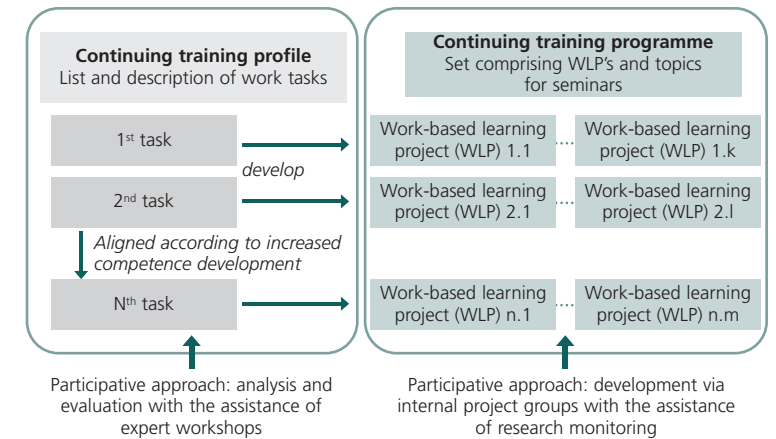 Continuing training profile
List and description of work tasks
1st task
develop
2nd task
Aligned according to increased
competence development
Nth task
Participative approach: analysis and
evaluation with the assistance of
expert workshops
Continuing training programme
Set comprising WLP's and topics
for seminars
Work-based learning
project (WLP) 1.1
Work-based learning
project (WLP) 1.k
Work-based learning
project (WLP) 2.1
Work-based learning
project (WLP) 2.l
Work-based learning
project (WLP) n.1
Work-based learning
project (WLP) n.m
Participative approach: development via
internal project groups with the assistance
of research monitoring